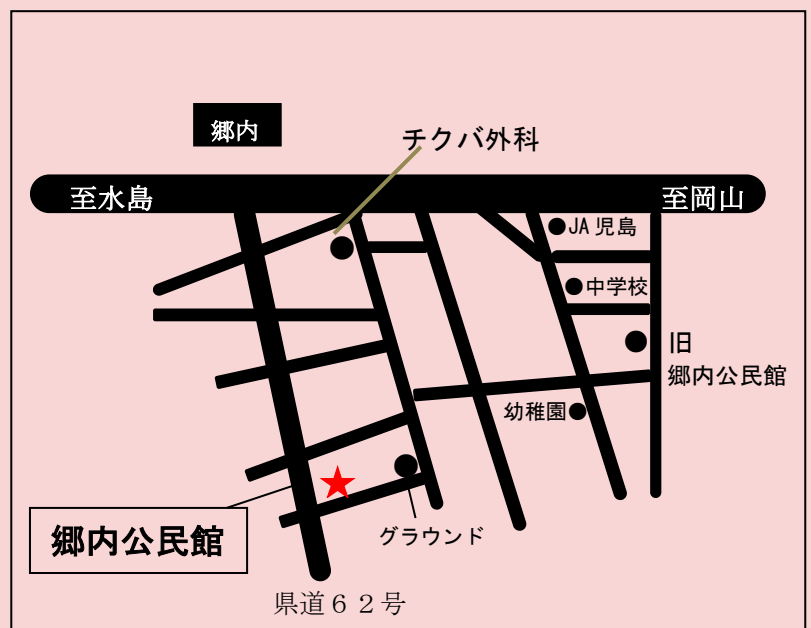 郷内
チクバ外科
至水島
至岡山
●JA児島
●中学校
旧
郷内公民館
幼稚園●
郷内公民館
グラウンド
県道６２号